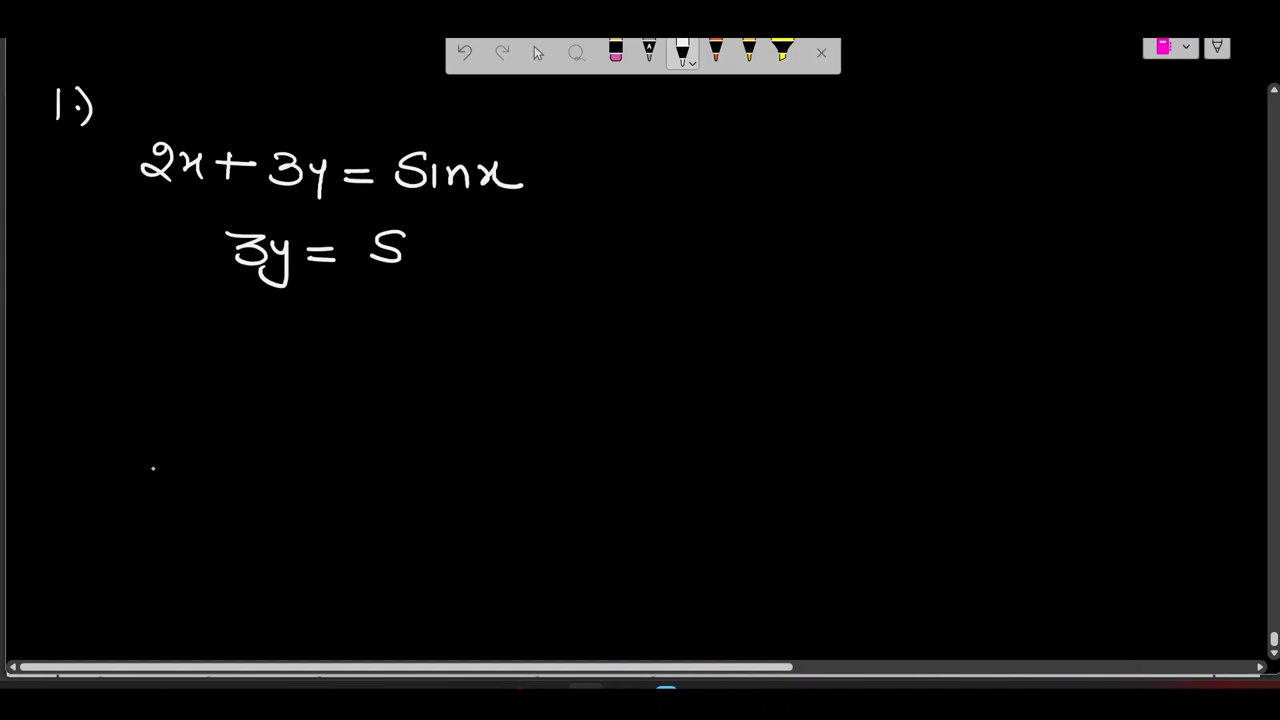 1.)
2x + 3y = Sinx
3y = S